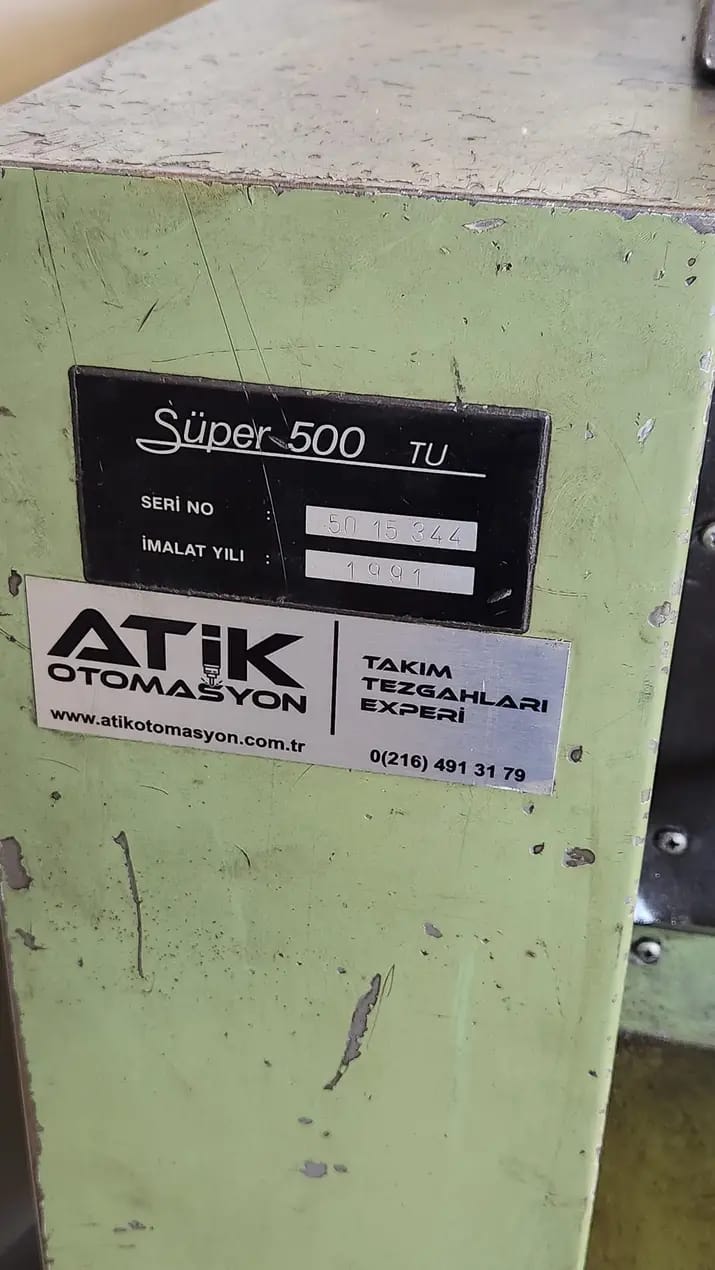 Süper 500 TU
SERİ NO : 50 15 344
İMALAT YILI : 1991
ATİK
OTOMASYON
www.atikotomasyon.com.tr
TAKIM
TEZGAHLARI
EXPERİ
0(216) 491 31 79